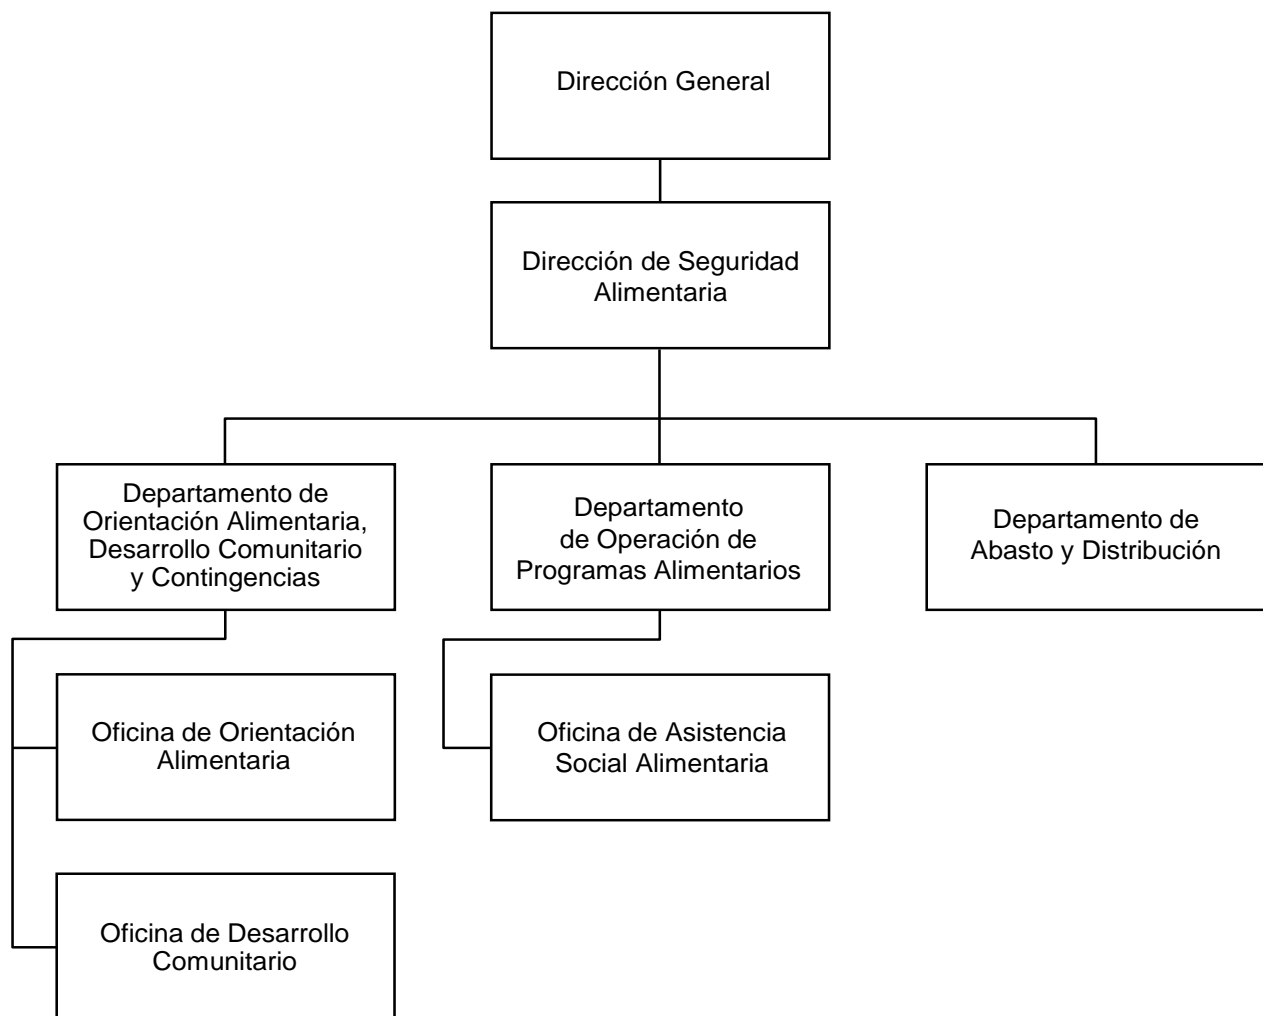 Dirección General
Dirección de Seguridad
Alimentaria
Departamento de
Orientación Alimentaria,
Desarrollo Comunitario
y Contingencias
Departamento
de Operación de
Programas Alimentarios
Departamento de
Abasto y Distribución
Oficina de Orientación
Alimentaria
Oficina de Asistencia
Social Alimentaria
Oficina de Desarrollo
Comunitario